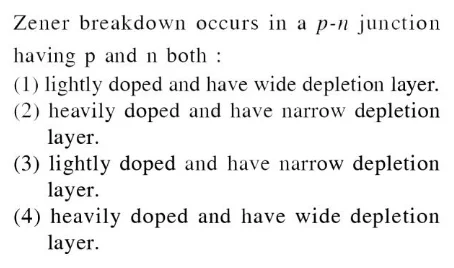 Zener breakdown occurs in a p-n junction
having p and n both :
(1) lightly doped and have wide depletion layer.
(2) heavily doped and have narrow depletion
layer.
(3) lightly doped and have narrow depletion
layer.
(4) heavily doped and have wide depletion
layer.